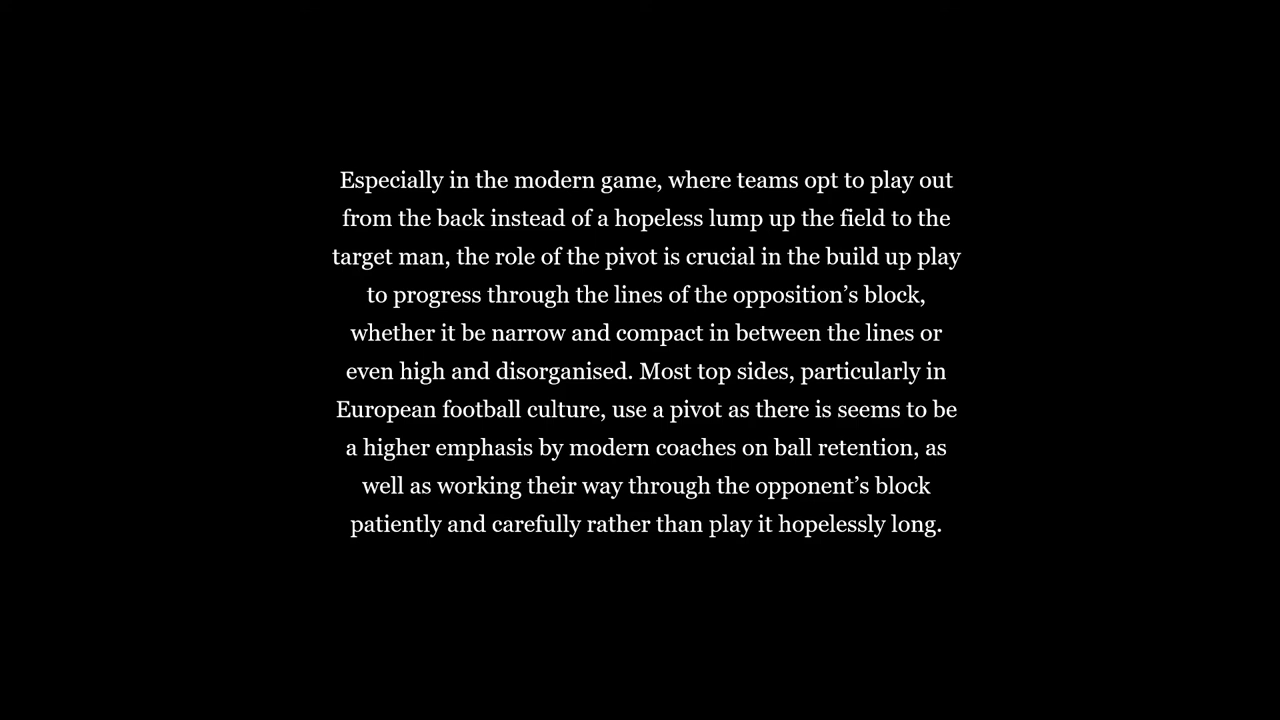 Especially in the modern game, where teams opt to play out
from the back instead of a hopeless lump up the field to the
target man, the role of the pivot is crucial in the build up play
to progress through the lines of the opposition’s block,
whether it be narrow and compact in between the lines or
even high and disorganised. Most top sides, particularly in
European football culture, use a pivot as there is seems to be
a higher emphasis by modern coaches on ball retention, as
well as working their way through the opponent’s block
patiently and carefully rather than play it hopelessly long.